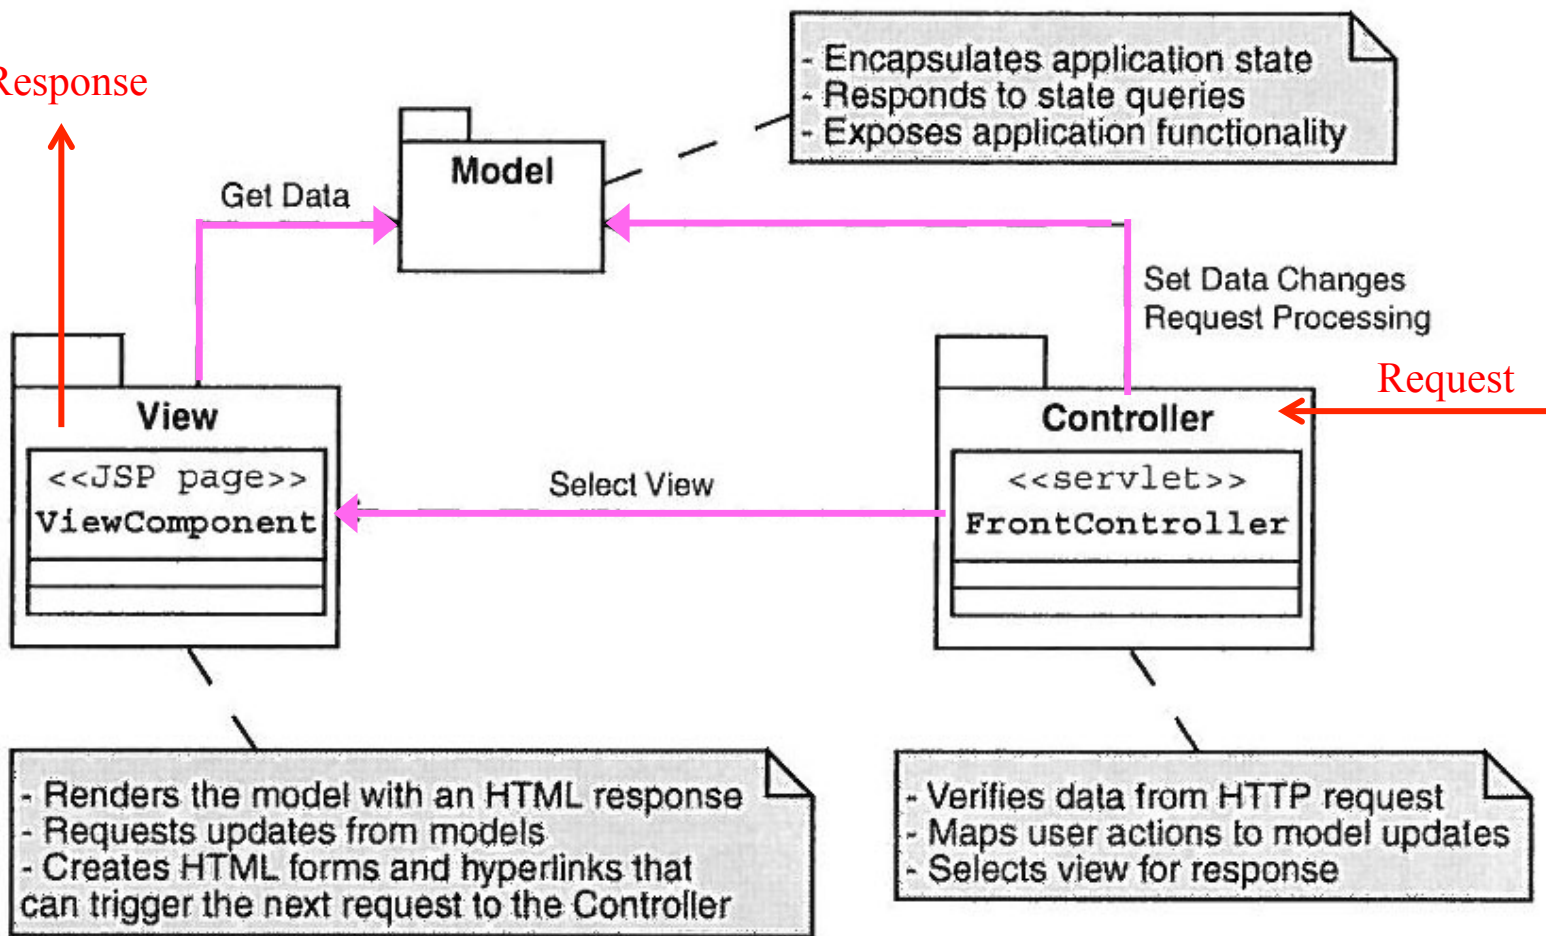 - Encapsulates application state
- Responds to state queries
- Exposes application functionality
Response
Model
Get Data
Set Data Changes
Request Processing
Request
View
<<JSP page>>
ViewComponent
Select View
Controller
<<servlet>>
FrontController
- Renders the model with an HTML response
- Requests updates from models
- Creates HTML forms and hyperlinks that
can trigger the next request to the Controller
- Verifies data from HTTP request
- Maps user actions to model updates
- Selects view for response